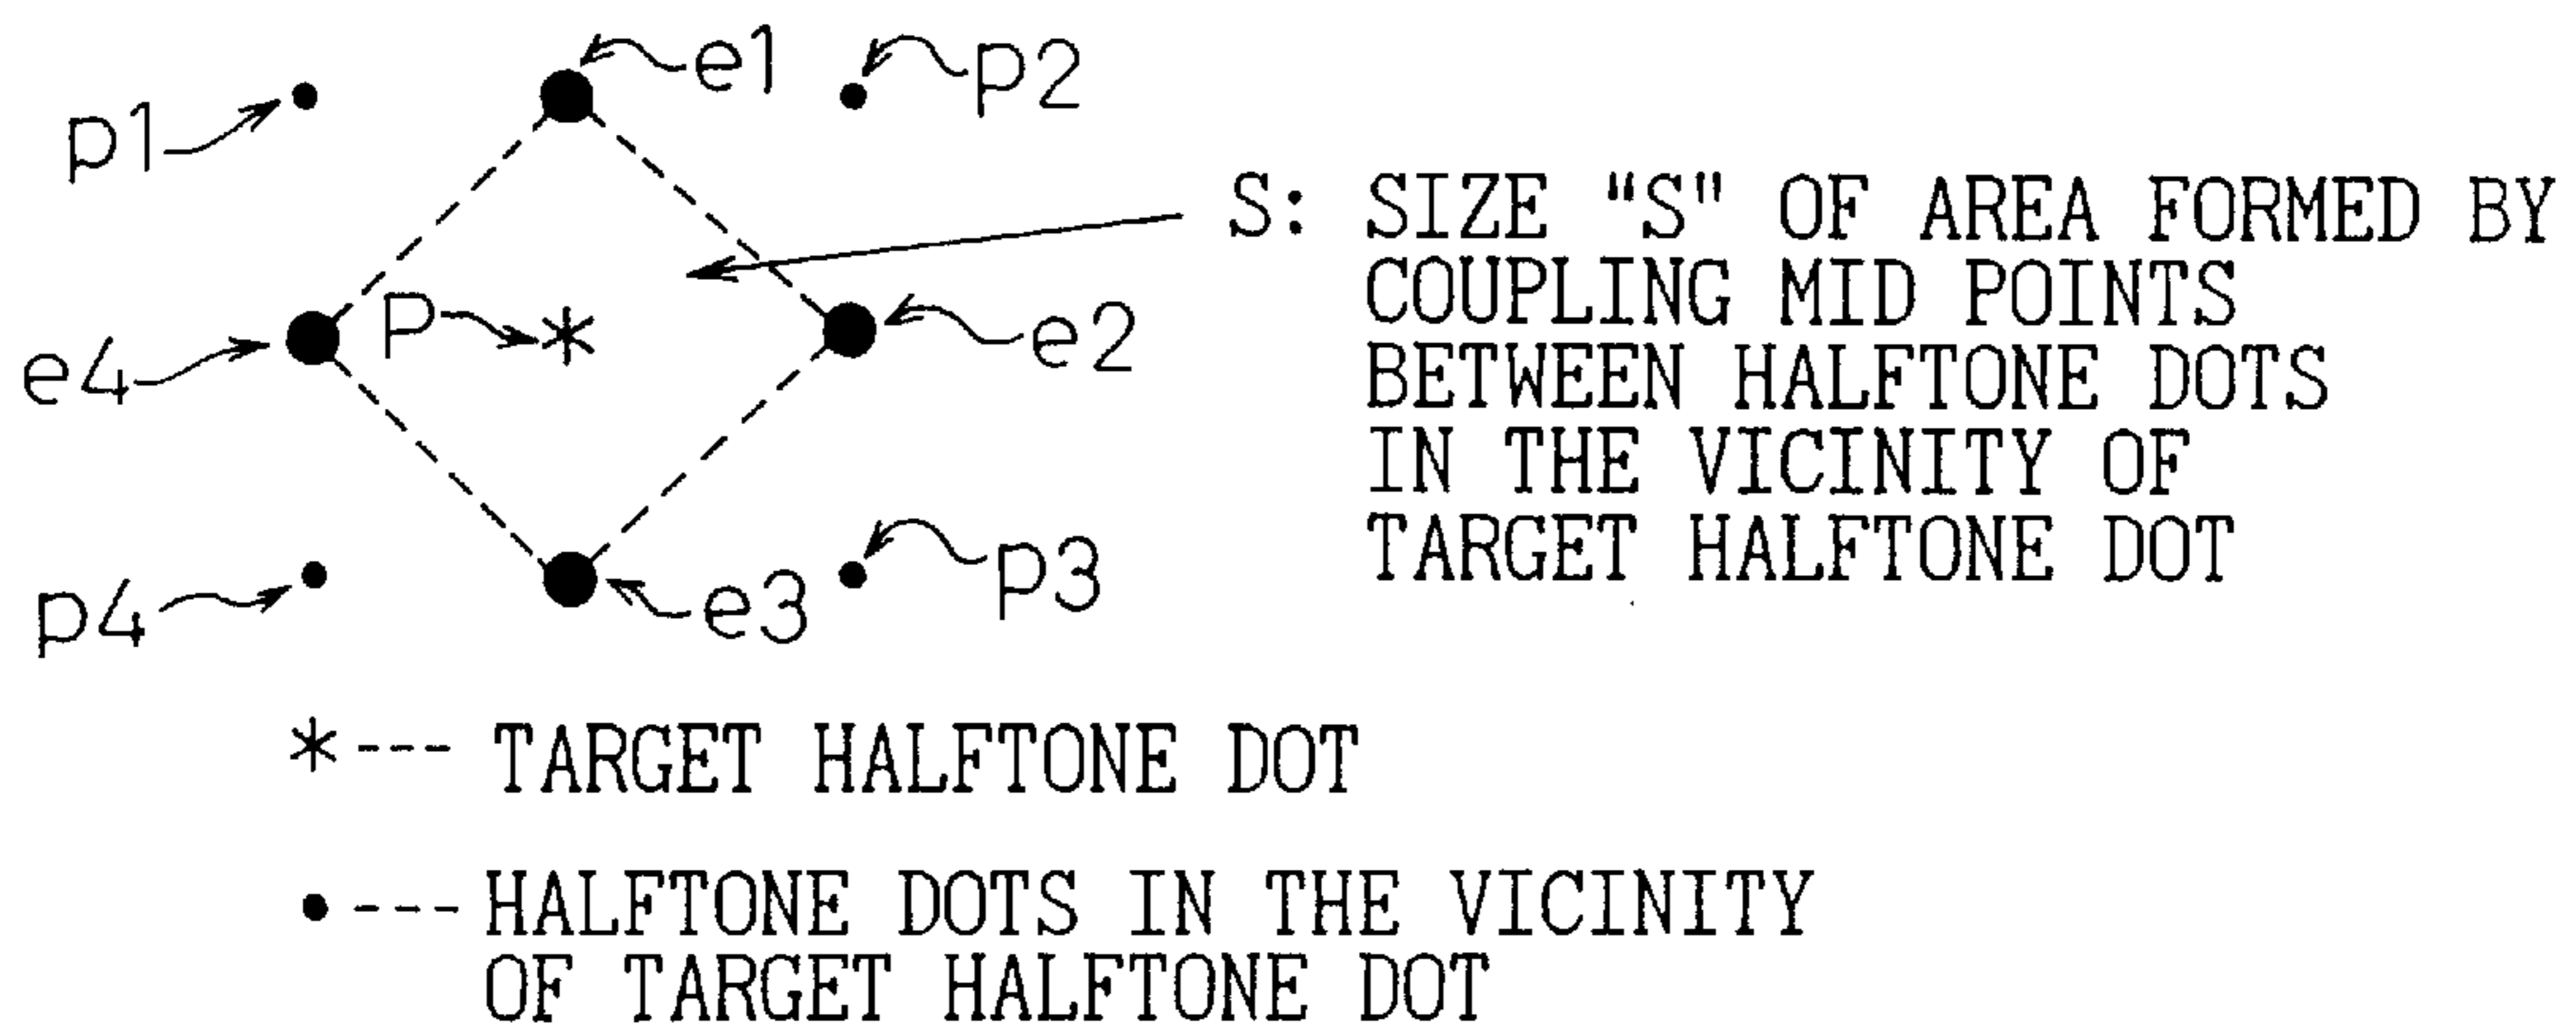 e1
p2
p1
S: SIZE "S" OF AREA FORMED BY
COUPLING MID POINTS
BETWEEN HALFTONE DOTS
IN THE VICINITY OF
TARGET HALFTONE DOT
P
e2
e4
p3
e3
p4
* --- TARGET HALFTONE DOT
• --- HALFTONE DOTS IN THE VICINITY
OF TARGET HALFTONE DOT